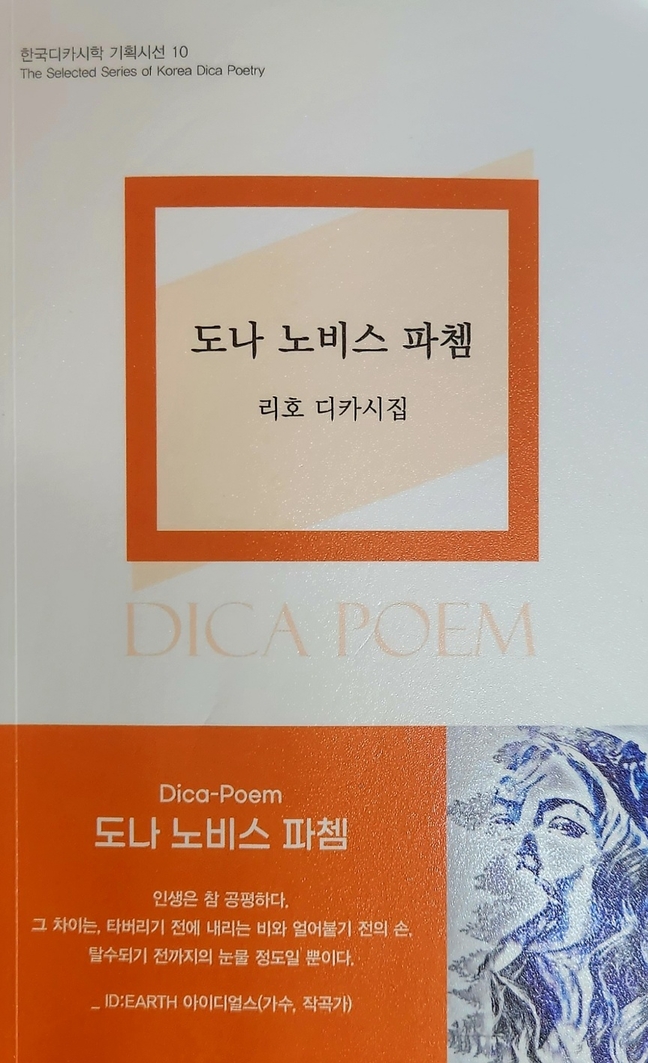 한국디카시학 기획시선 10
The Selected Series of Korea Dica Poetry
도나 노비스 파쳄
리호 디카시집
DICA POEM
Dica-Poem
도나 노비스 파쳄
인생은 참 공평하다.
그 차이는, 타버리기 전에 내리는 비와 얼어붙기 전의 손,
탈수되기 전까지의 눈물 정도일 뿐이다.
_ ID:EARTH 아이디얼스(가수, 작곡가)